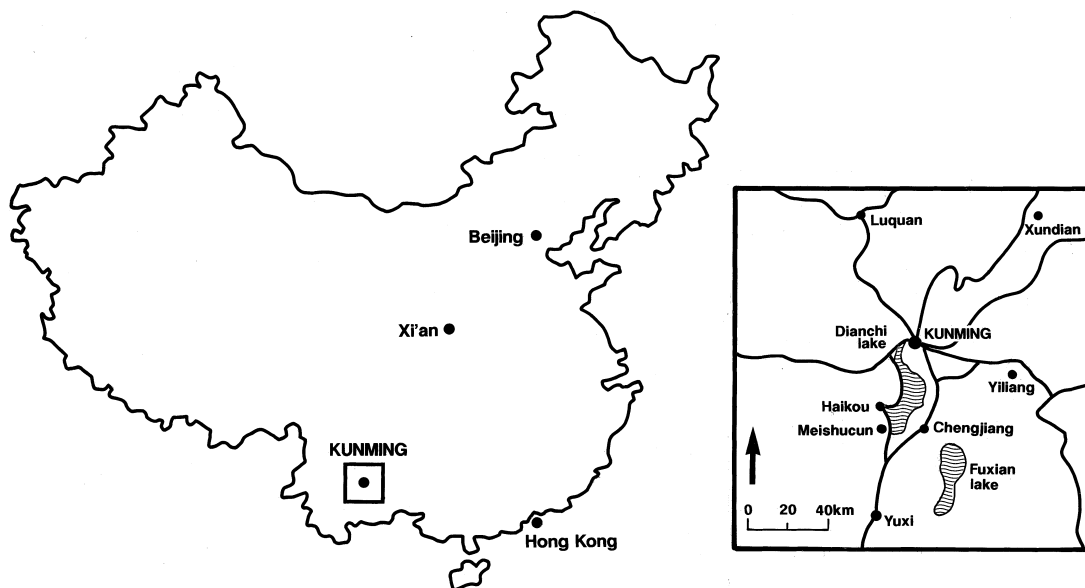 Beijing
Xi'an
KUNMING
Hong Kong
Luquan
Xundian
Dianchi
lake
KUNMING
Yiliang
Haikou
Meishucun
Chengjiang
Fuxian
lake
0 20 40km
Yuxi